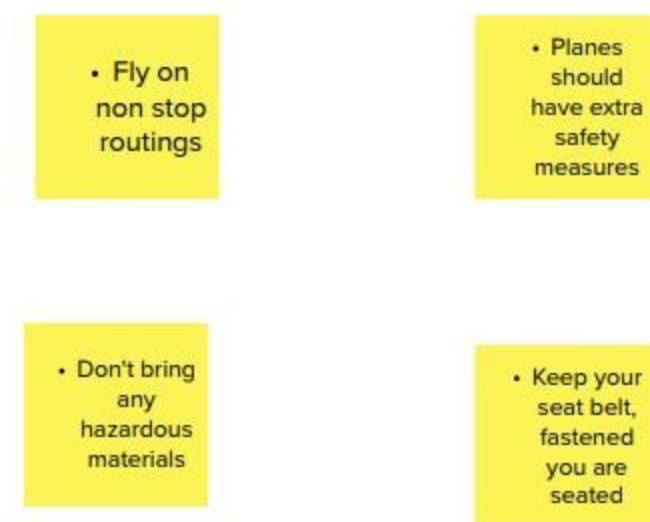 • Fly on
non stop
routings
• Planes
should
have extra
safety
measures
• Don't bring
any
hazardous
materials
• Keep your
seat belt,
fastened
you are
seated